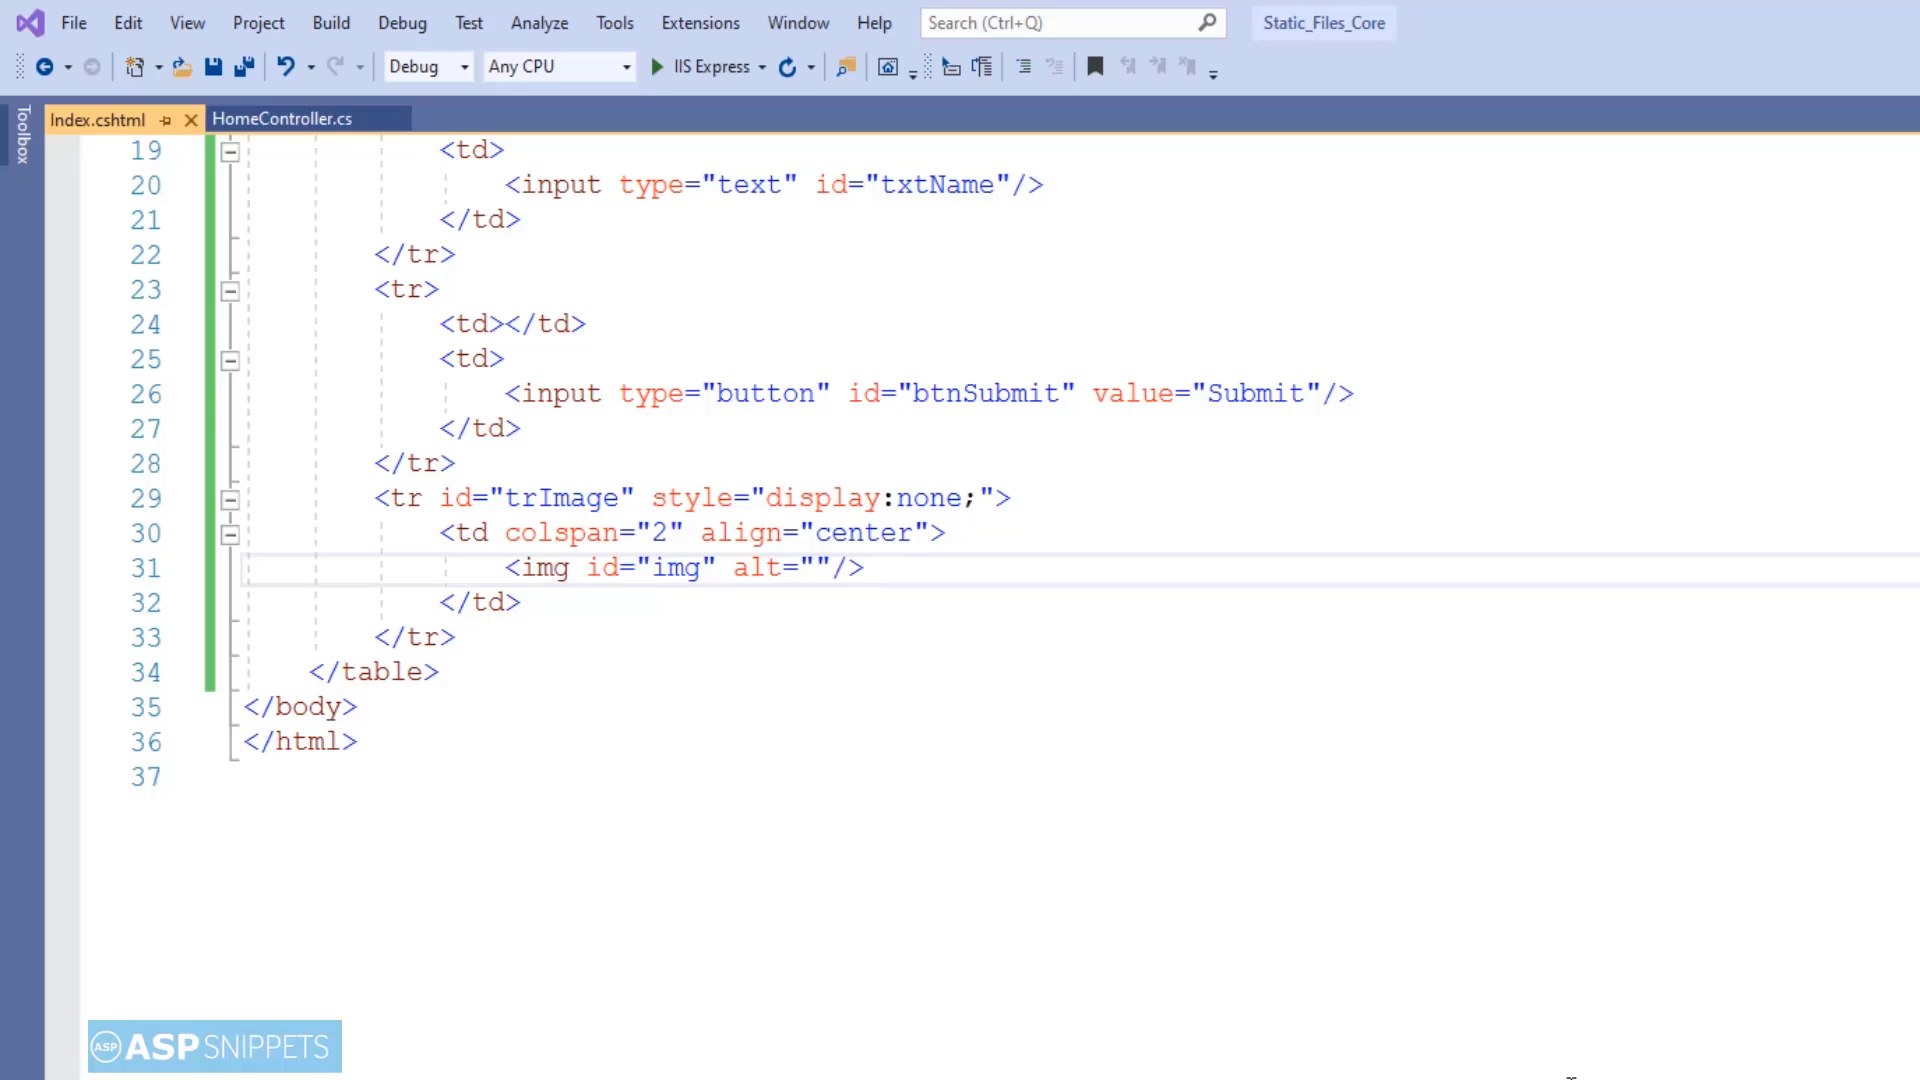 File Edit View Project Build Debug Test Analyze Tools Extensions Window Help Search (Ctrl+Q) Static_Files_Core
Debug Any CPU IIS Express
Toolbox
Index.cshtml HomeController.cs
19 <td>
20 <input type="text" id="txtName"/>
21 </td>
22 </tr>
23 <tr>
24 <td></td>
25 <td>
26 <input type="button" id="btnSubmit" value="Submit"/>
27 </td>
28 </tr>
29 <tr id="trImage" style="display:none;">
30 <td colspan="2" align="center">
31 <img id="img" alt=""/>
32 </td>
33 </tr>
34 </table>
35 </body>
36 </html>
37
ASP ASPSNIPPETS